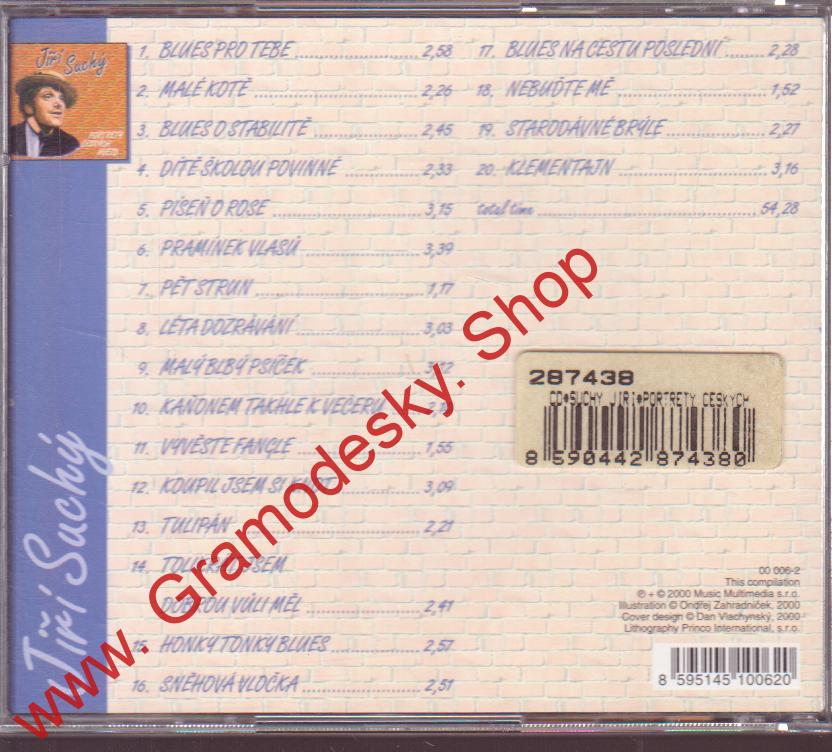 Jiří Suchý
PORTRÉTY
ČESKÝCH
Jiří Suchý
1. BLUES PRO TEBE 2,58
2. MALÉ KOTĚ 2,26
3. BLUES O STABILITĚ 2,45
4. DÍTĚ ŠKOLOU POVINNÉ 2,33
5. PÍSEŇ O ROSE 3,15
6. PRAMÍNEK VLASŮ 3,39
7. PĚT STRUN 1,17
8. LÉTA DOZRÁVÁNÍ 3,03
9. MALÝ BLBÝ PSÍČEK
10. KAŇONEM TAKHLE K VEČERU
11. VYVĚSTE FANGLE 1,55
12. KOUPIL JSEM SI 3,09
13. TULIPÁN 2,21
14. JSEM
DOBROU VŮLI MĚL 2,41
15. HONKY TONKY BLUES 2,57
16. SNĚHOVÁ VLOČKA 2,51
17. BLUES NA CESTU POSLEDNÍ 2,28
18. NEBUĎTE MĚ 1,52
19. STARODÁVNÉ BRÝLE 2,27
20. KLEMENTAJN 3,16
total time 54,28
287438
CD*SUCHY JIRI*PORTRETY CESKYCH
8 590442 874380
00 006-2
This compilation
℗ + © 2000 Music Multimedia s.r.o.
Illustration © Ondřej Zahradníček, 2000
Cover design © Dan Vlachynský, 2000
Lithography Princo International, s.r.o.
8 595145 100620
www. Gramodesky. Shop